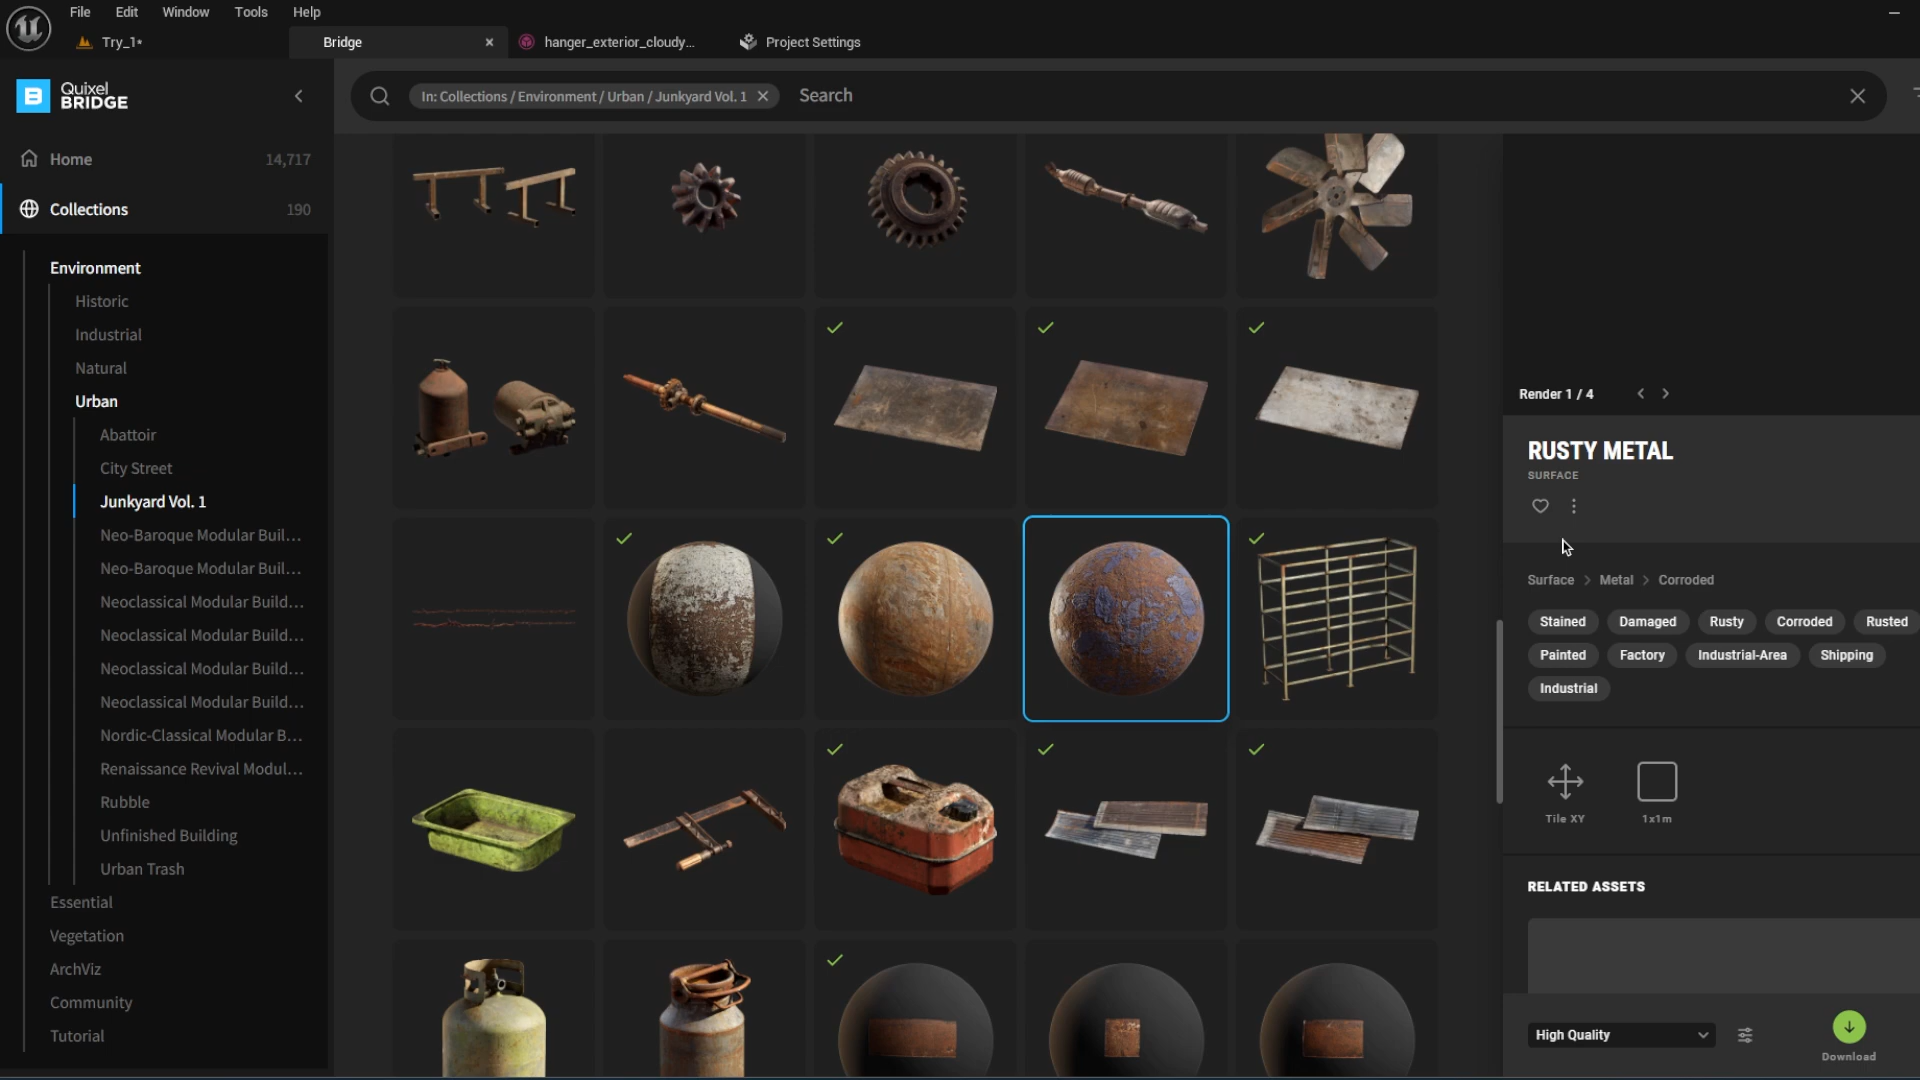 File Edit Window Tools Help
Try_1*
Bridge
hanger_exterior_cloudy...
Project Settings
Quixel
BRIDGE
In: Collections / Environment / Urban / Junkyard Vol. 1
Search
Home 14,717
Collections 190
Environment
Historic
Industrial
Natural
Urban
Abattoir
City Street
Junkyard Vol. 1
Neo-Baroque Modular Buil...
Neo-Baroque Modular Buil...
Neoclassical Modular Build...
Neoclassical Modular Build...
Neoclassical Modular Build...
Neoclassical Modular Build...
Nordic-Classical Modular B...
Renaissance Revival Modul...
Rubble
Unfinished Building
Urban Trash
Essential
Vegetation
ArchViz
Community
Tutorial
Render 1 / 4
RUSTY METAL
SURFACE
Surface > Metal > Corroded
Stained Damaged Rusty Corroded Rusted
Painted Factory Industrial-Area Shipping
Industrial
Tile XY 1x1m
RELATED ASSETS
High Quality
Download